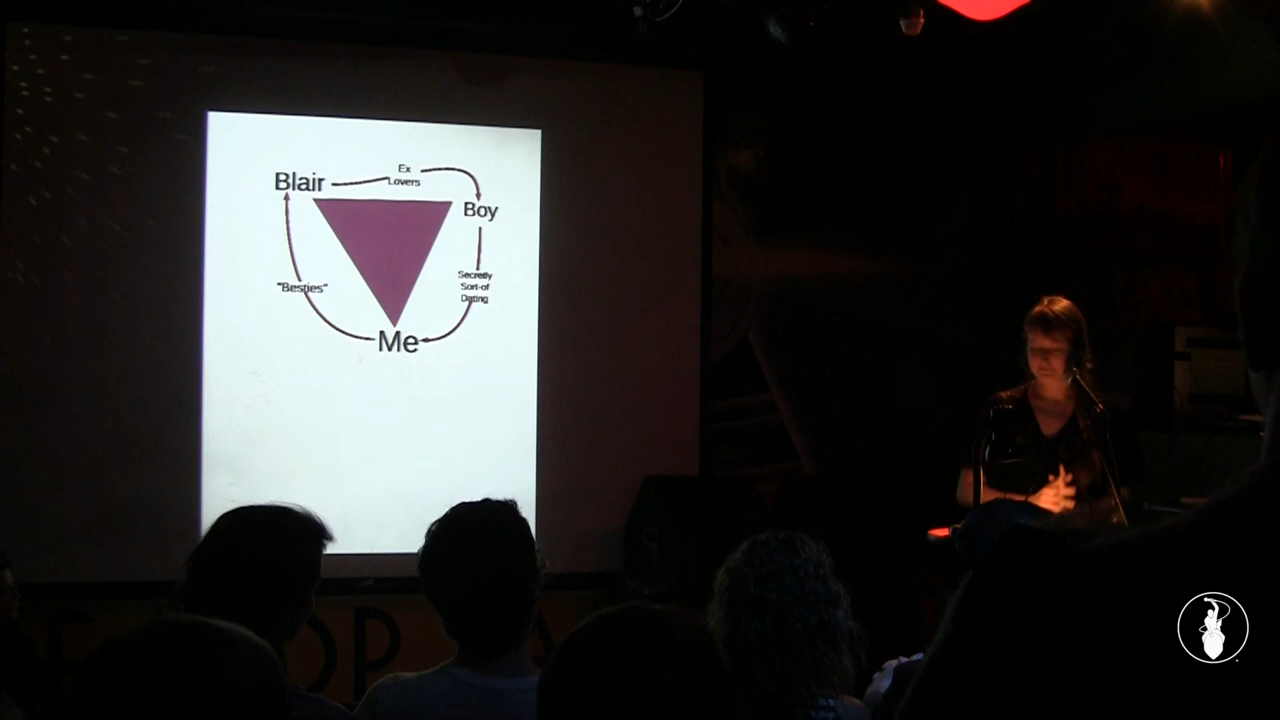 Blair
Ex
Lovers
Boy
"Besties"
Secretly
Sort-of
Dating
Me